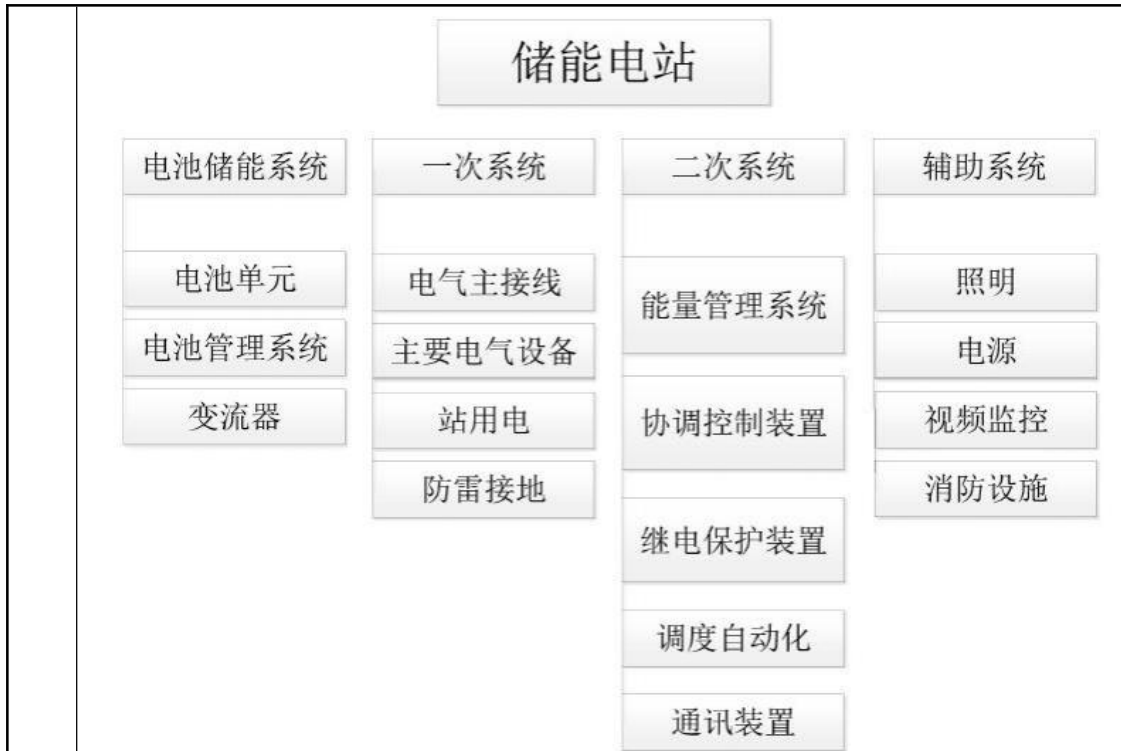 储能电站
电池储能系统
电池单元
电池管理系统
变流器
一次系统
电气主接线
主要电气设备
站用电
防雷接地
二次系统
能量管理系统
协调控制装置
继电保护装置
调度自动化
通讯装置
辅助系统
照明
电源
视频监控
消防设施